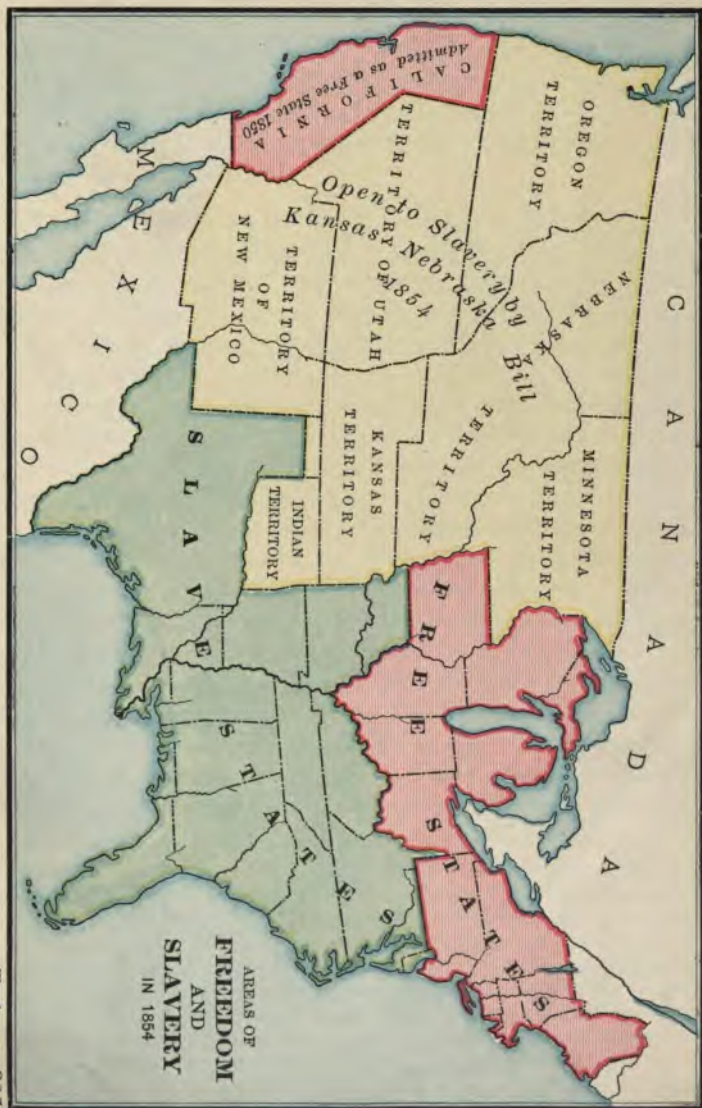 CANADA
OREGON
TERRITORY
NEBRASKA
TERRITORY
MINNESOTA
TERRITORY
CALIFORNIA
Admitted as a Free State 1850
TERRITORY OF UTAH
Open to Slavery by
Kansas Nebraska Bill
1854
KANSAS
TERRITORY
TERRITORY
OF
NEW MEXICO
INDIAN
TERRITORY
MEXICO
FREE STATES
SLAVE STATES
AREAS OF
FREEDOM
AND
SLAVERY
IN 1854